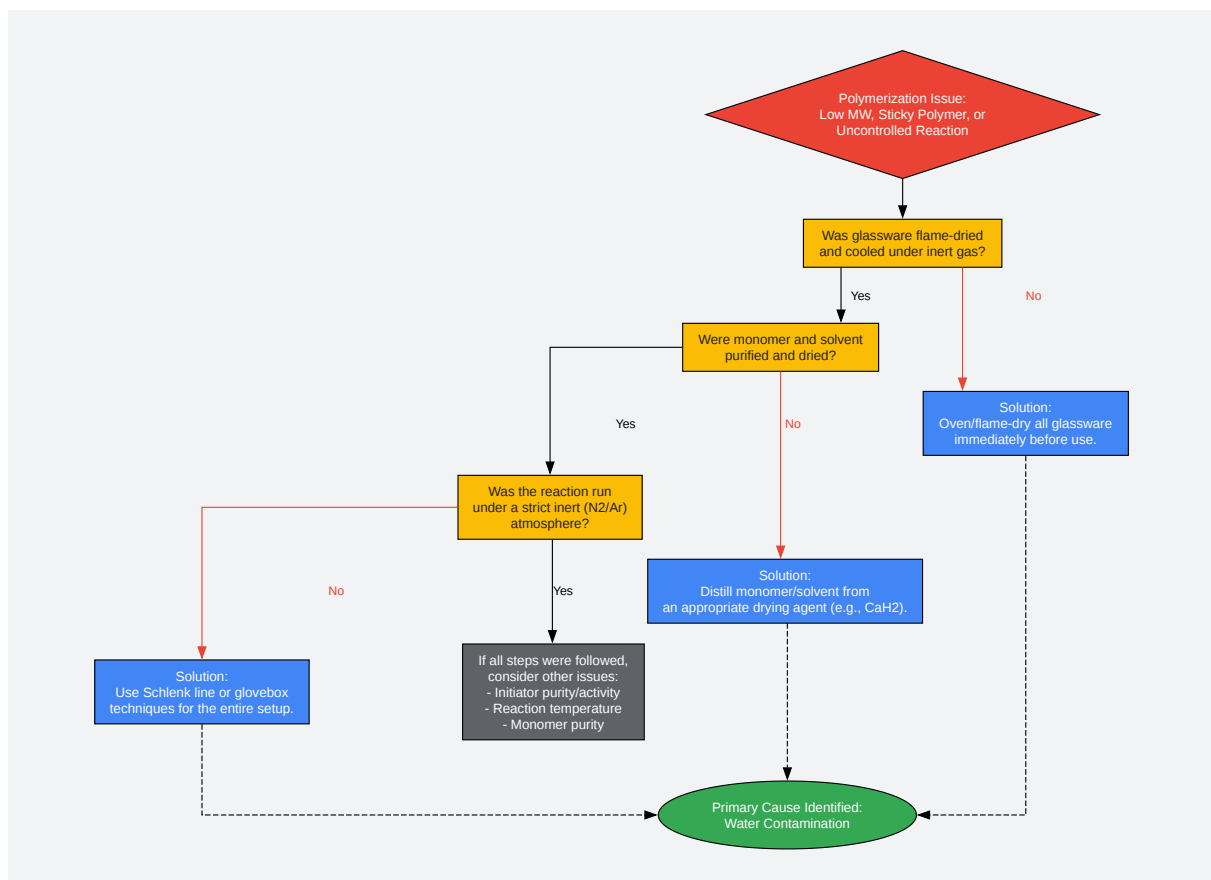 Polymerization Issue:
Low MW, Sticky Polymer, or
Uncontrolled Reaction
Was glassware flame-dried
and cooled under inert gas?
Yes
No
Were monomer and solvent
purified and dried?
Solution:
Oven/flame-dry all glassware
immediately before use.
Yes
No
Was the reaction run
under a strict inert (N2/Ar)
atmosphere?
Solution:
Distill monomer/solvent from
an appropriate drying agent (e.g., CaH2).
No
Yes
If all steps were followed,
consider other issues:
- Initiator purity/activity
- Reaction temperature
- Monomer purity
Solution:
Use Schlenk line or glovebox
techniques for the entire setup.
Primary Cause Identified:
Water Contamination